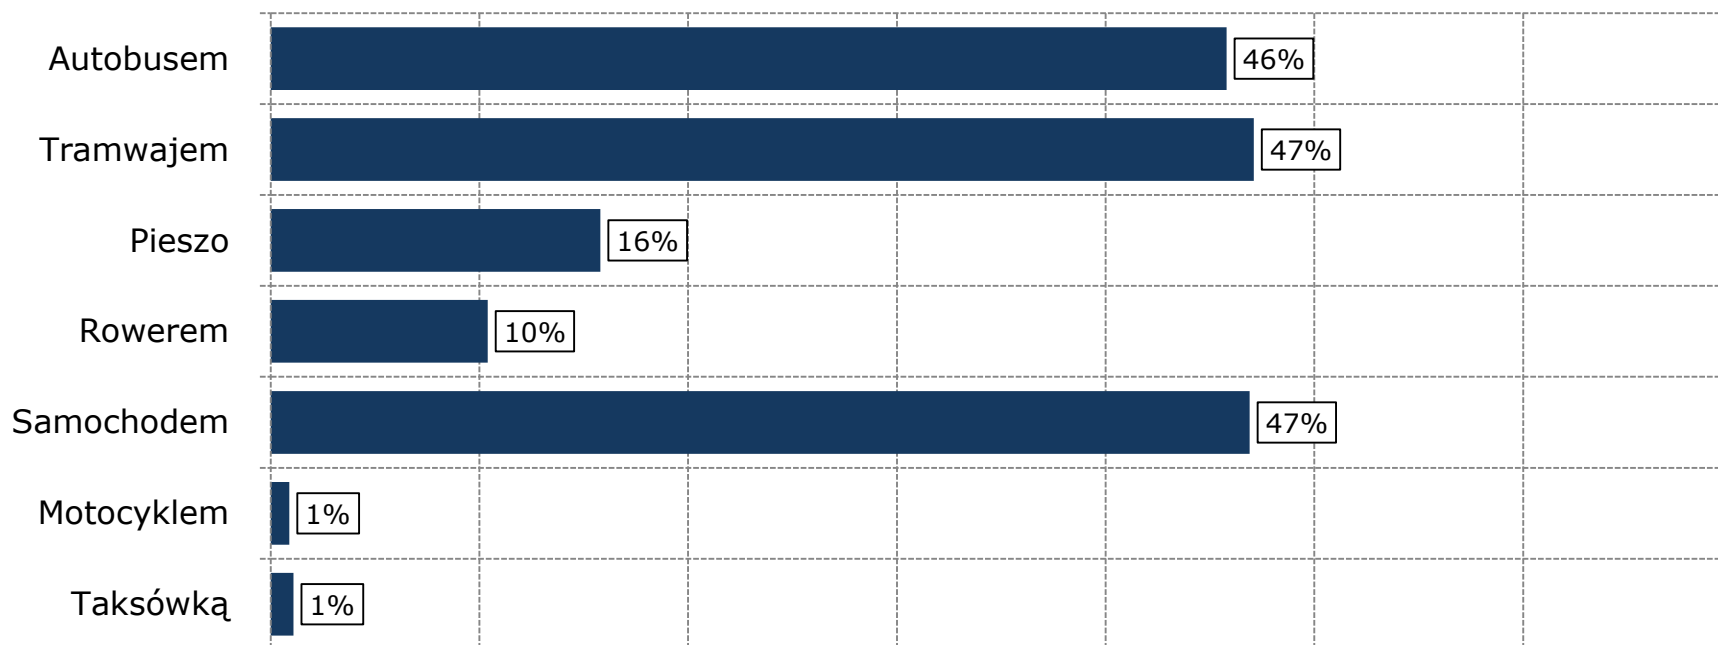 Autobusem 46%
Tramwajem 47%
Pieszo 16%
Rowerem 10%
Samochodem 47%
Motocyklem 1%
Taksówką 1%